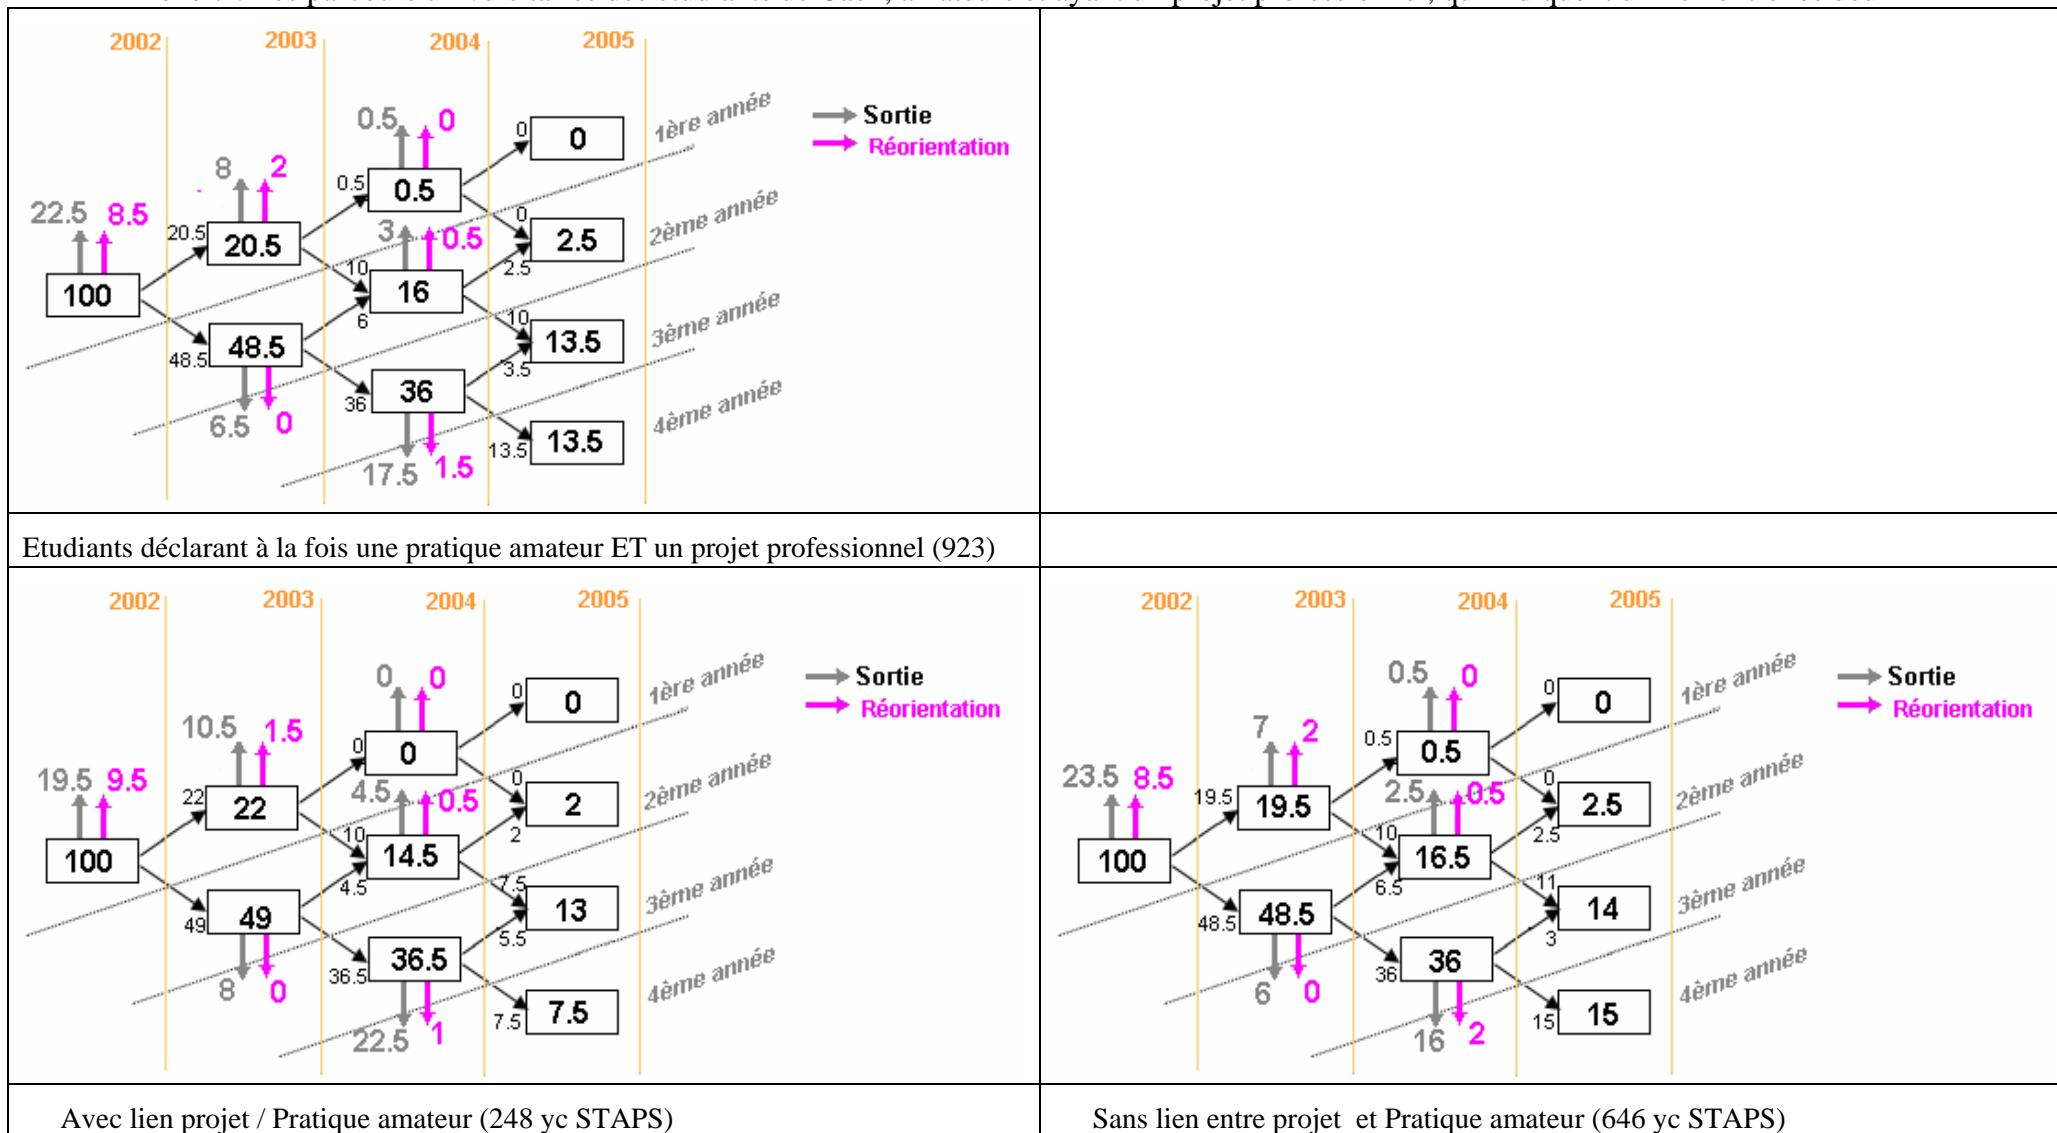 2002 2003 2004 2005
1ère année
0.5 0
0 0
Sortie
Réorientation
8 2
0.5 0.5
22.5 8.5
20.5 20.5
3 0.5
0 2.5
2ème année
100
10 16 2.5
6
48.5 48.5
10 13.5
3ème année
3.5
36 36
6.5 0
13.5 13.5
4ème année
17.5 1.5
Etudiants déclarant à la fois une pratique amateur ET un projet professionnel (923)
2002 2003 2004 2005
1ère année
0 0
0 0
Sortie
Réorientation
10.5 1.5
0 0
19.5 9.5
22 22
4.5 0.5
0 2
2ème année
100
10 14.5 2
4.5
49 49
7.5 13
3ème année
5.5
36.5 36.5
8 0
7.5 7.5
4ème année
22.5 1
Avec lien projet / Pratique amateur (248 yc STAPS)
2002 2003 2004 2005
1ère année
0.5 0
0 0
Sortie
Réorientation
7 2
0.5 0.5
23.5 8.5
19.5 19.5
2.5 0.5
0 2.5
2ème année
100
10 16.5 2.5
6.5
48.5 48.5
11 14
3ème année
3
36 36
6 0
15 15
4ème année
16 2
Sans lien entre projet et Pratique amateur (646 yc STAPS)